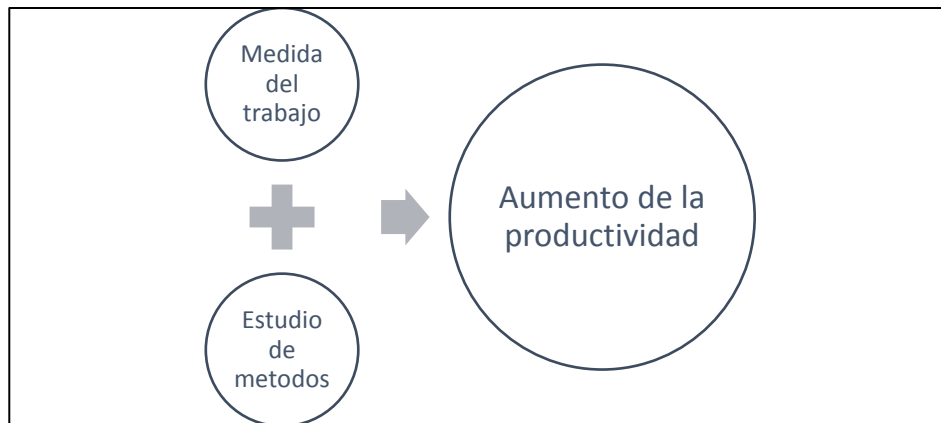 Medida
del
trabajo
Estudio
de
metodos
Aumento de la
productividad